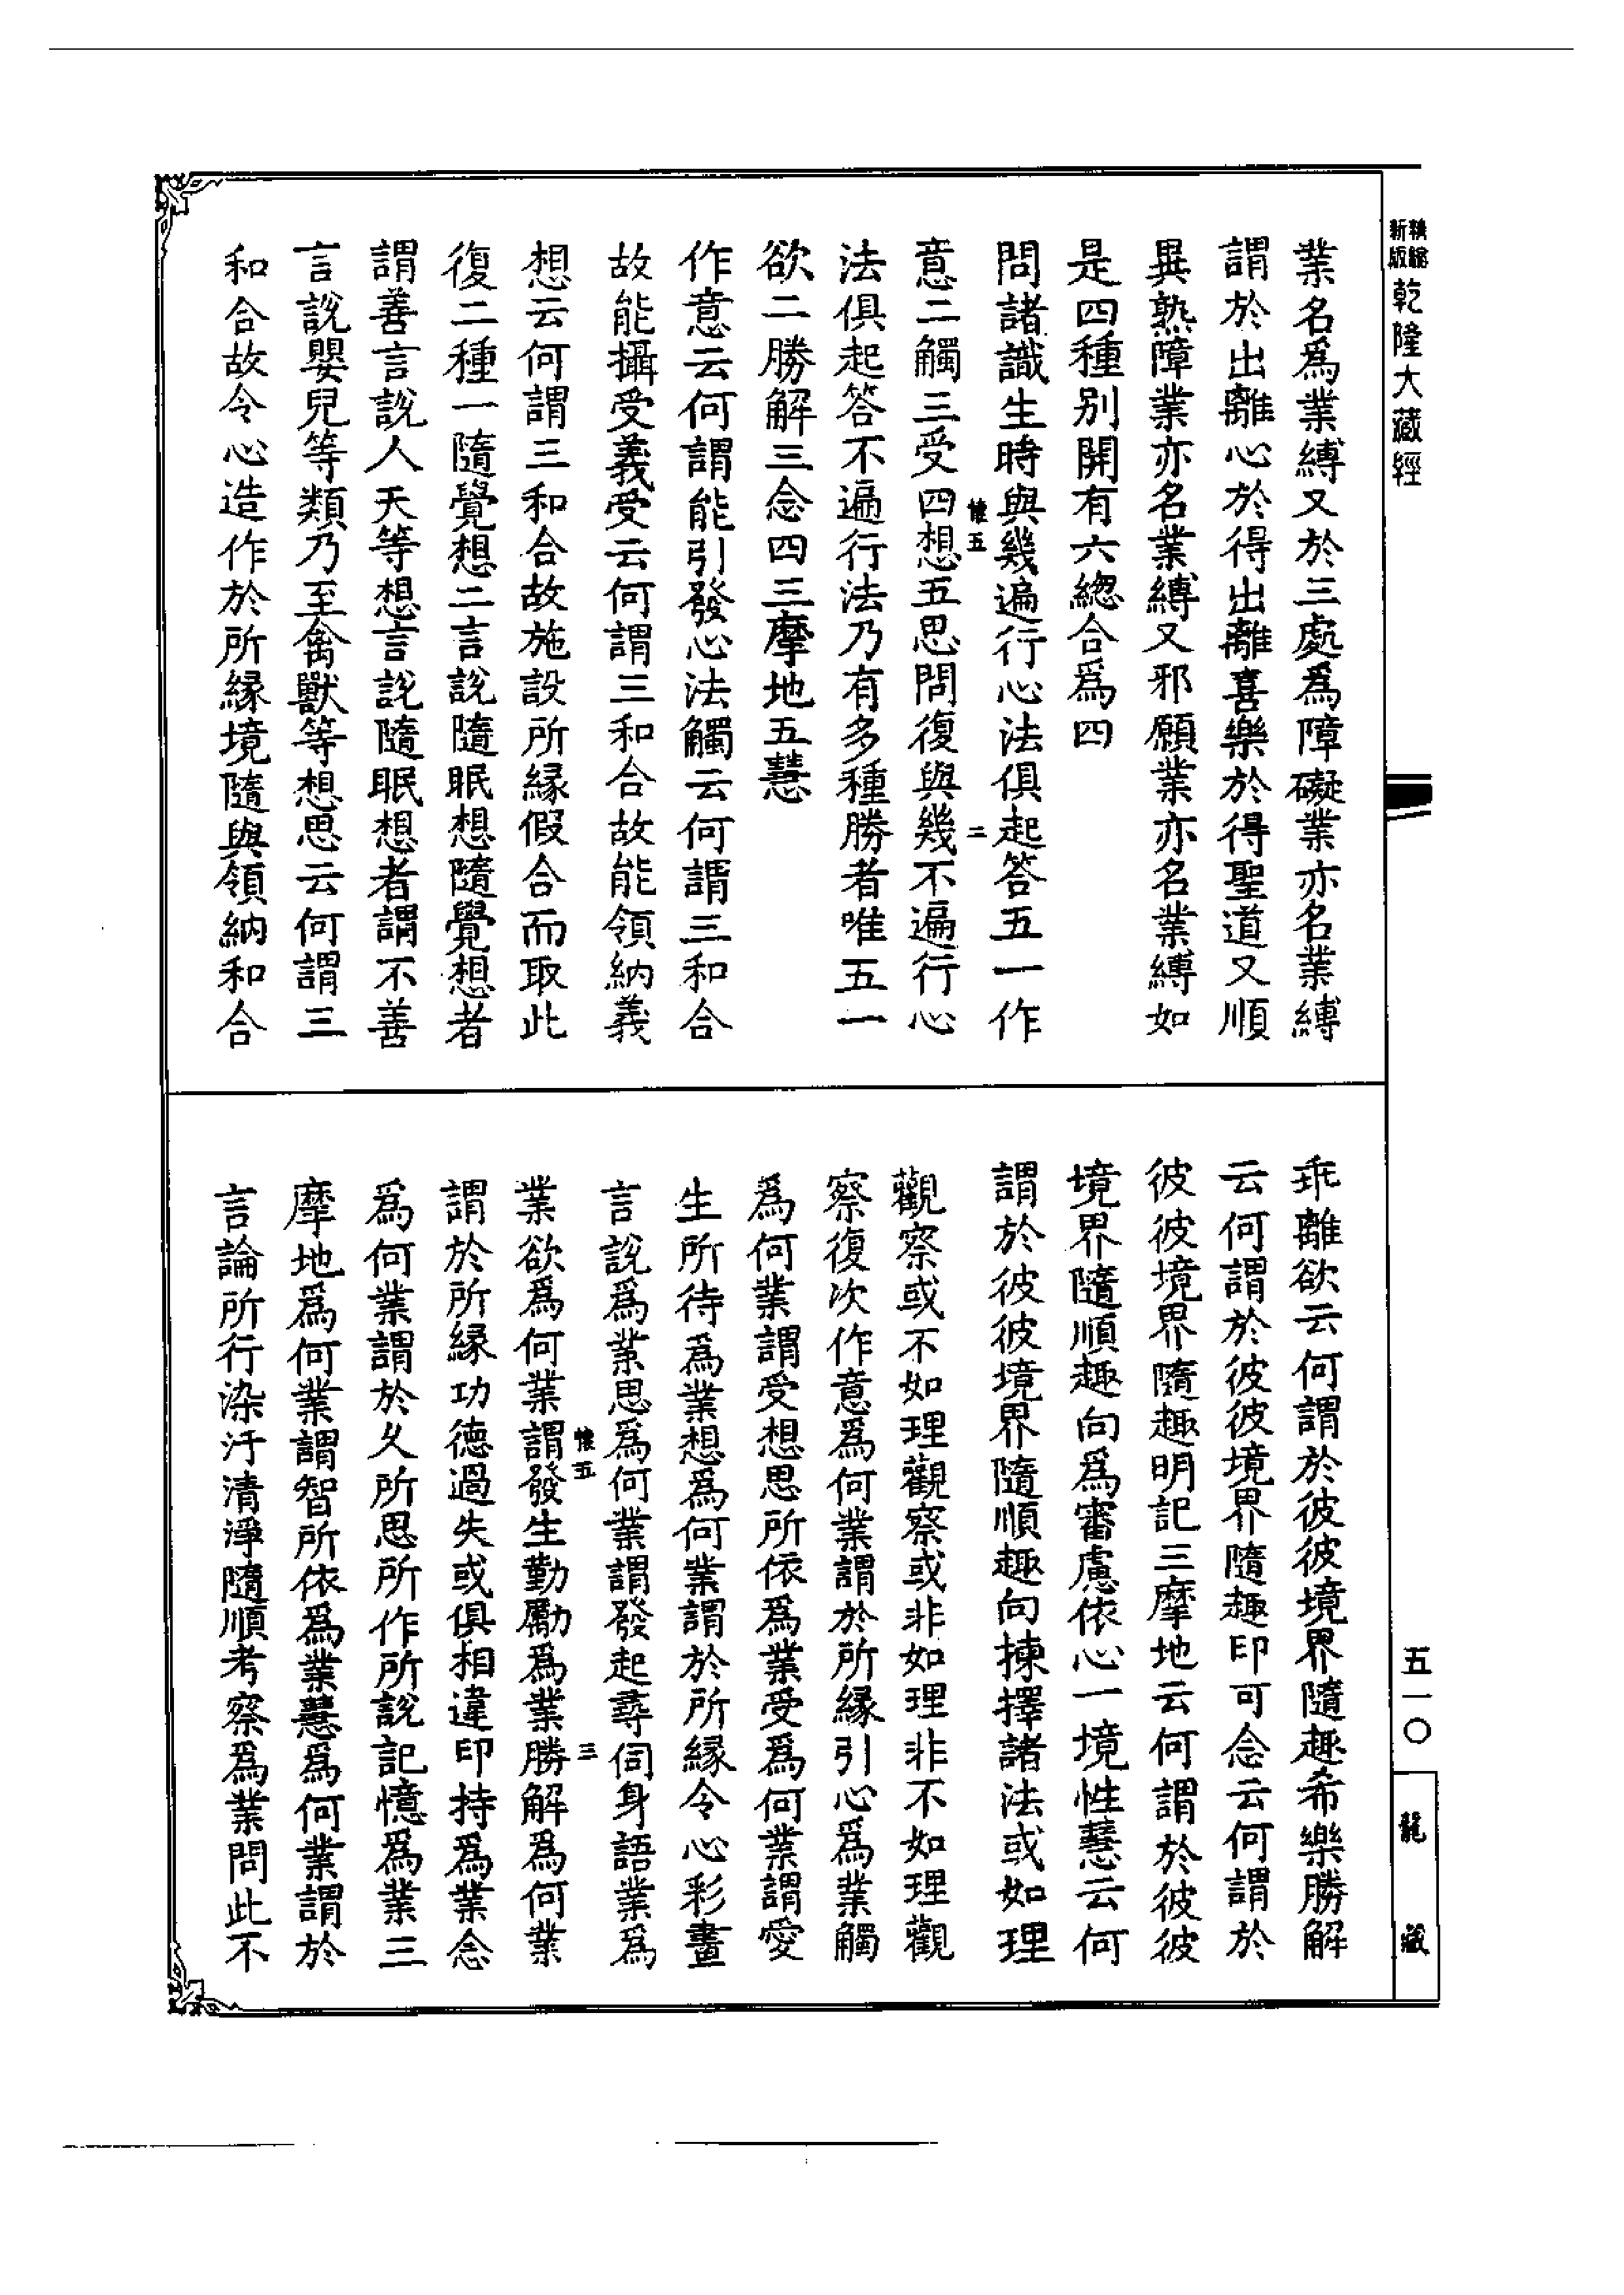 新版
乾隆大藏經
五一〇
龍藏
業名爲業縛又於三處爲障礙業亦名業縛
謂於出離心於得出離喜樂於得聖道又順
異熟障業亦名業縛又邪願業亦名業縛如
是四種別開有六緫合爲四
問諸識生時與幾遍行心法俱起答五一作
懐五
二
意二觸三受四想五思問復與幾不遍行心
法俱起答不遍行法乃有多種勝者唯五一
欲二勝解三念四三摩地五慧
作意云何謂能引發心法觸云何謂三和合
故能攝受義受云何謂三和合故能領納義
想云何謂三和合故施設所緣假合而取此
復二種一隨覺想二言說隨眠想隨覺想者
謂善言說人天等想言說隨眠想者謂不善
言說嬰兒等類乃至禽獸等想思云何謂三
和合故令心造作於所緣境隨與領納和合
乖離欲云何謂於彼彼境界隨趣希樂勝解
云何謂於彼彼境界隨趣印可念云何謂於
彼彼境界隨趣明記三摩地云何謂於彼彼
境界隨順趣向爲審慮依心一境性慧云何
謂於彼彼境界隨順趣向揀擇諸法或如理
觀察或不如理觀察或非如理非不如理觀
察復次作意爲何業謂於所緣引心爲業觸
爲何業謂受想思所依爲業受爲何業謂愛
生所待爲業想爲何業謂於所緣令心彩畫
言說爲業思爲何業謂發起尋伺身語業爲
懐五
三
業欲爲何業謂發生勤勵爲業勝解爲何業
謂於所緣功德過失或俱相違印持爲業念
爲何業謂於久所思所作所說記憶爲業三
摩地爲何業謂智所依爲業慧爲何業謂於
言論所行染汙清淨隨順考察爲業問此不